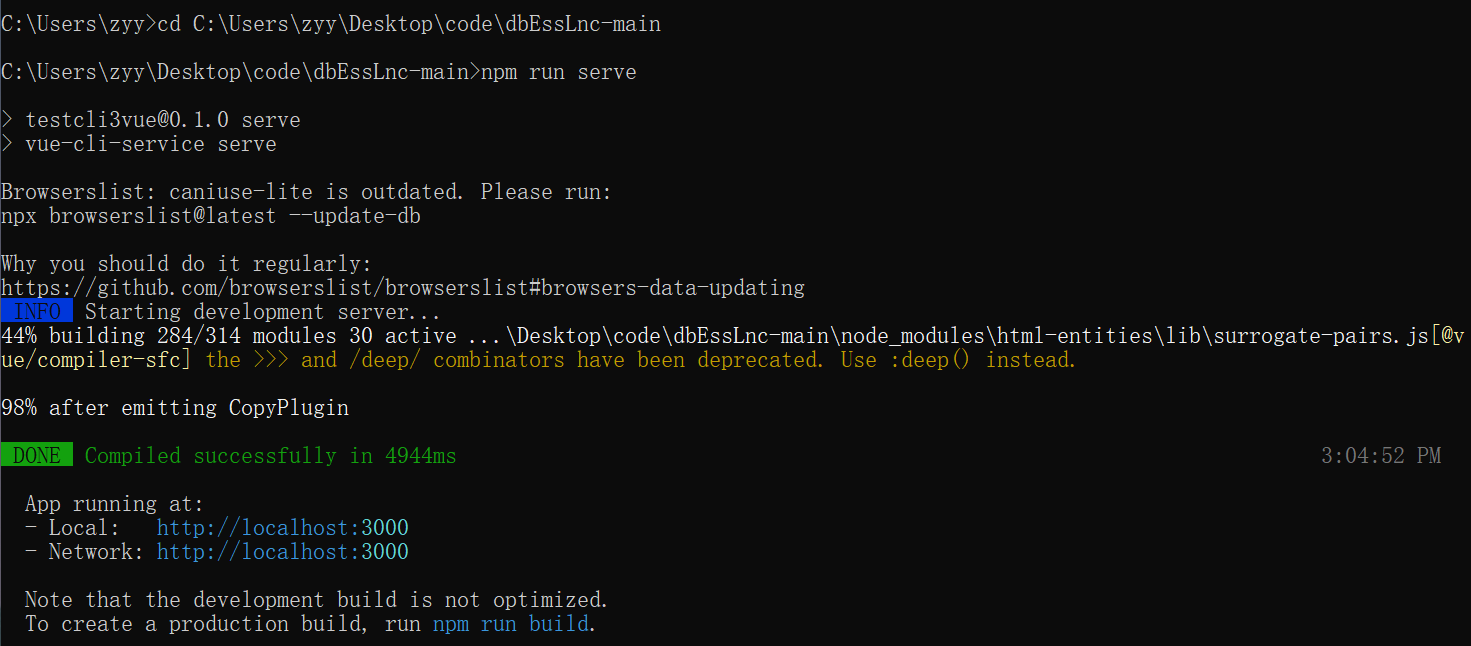 C:\Users\zyy>cd C:\Users\zyy\Desktop\code\dbEssLnc-main
C:\Users\zyy\Desktop\code\dbEssLnc-main>npm run serve
> testcli3vue@0.1.0 serve
> vue-cli-service serve
Browserslist: caniuse-lite is outdated. Please run:
npx browserslist@latest --update-db
Why you should do it regularly:
https://github.com/browserslist/browserslist#browsers-data-updating
INFO  Starting development server...
44% building 284/314 modules 30 active ...\Desktop\code\dbEssLnc-main\node_modules\html-entities\lib\surrogate-pairs.js[@v
ue/compiler-sfc] the >>> and /deep/ combinators have been deprecated. Use :deep() instead.
98% after emitting CopyPlugin
DONE  Compiled successfully in 4944ms 3:04:52 PM
App running at:
- Local:   http://localhost:3000
- Network: http://localhost:3000
Note that the development build is not optimized.
To create a production build, run npm run build.